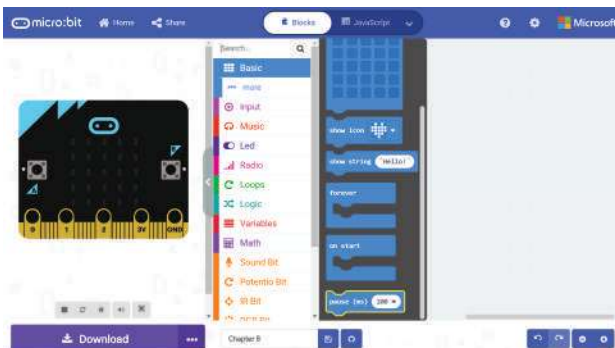 micro:bit Home Share Blocks JavaScript Microsoft
Search...
Basic
more
Input
Music
Led
Radio
Loops
Logic
Variables
Math
Sound Bit
Potentio Bit
IR Bit
show icon
show string "Hello!"
forever
on start
pause (ms) 100
0 1 2 3V GND
Download
Chapter 9